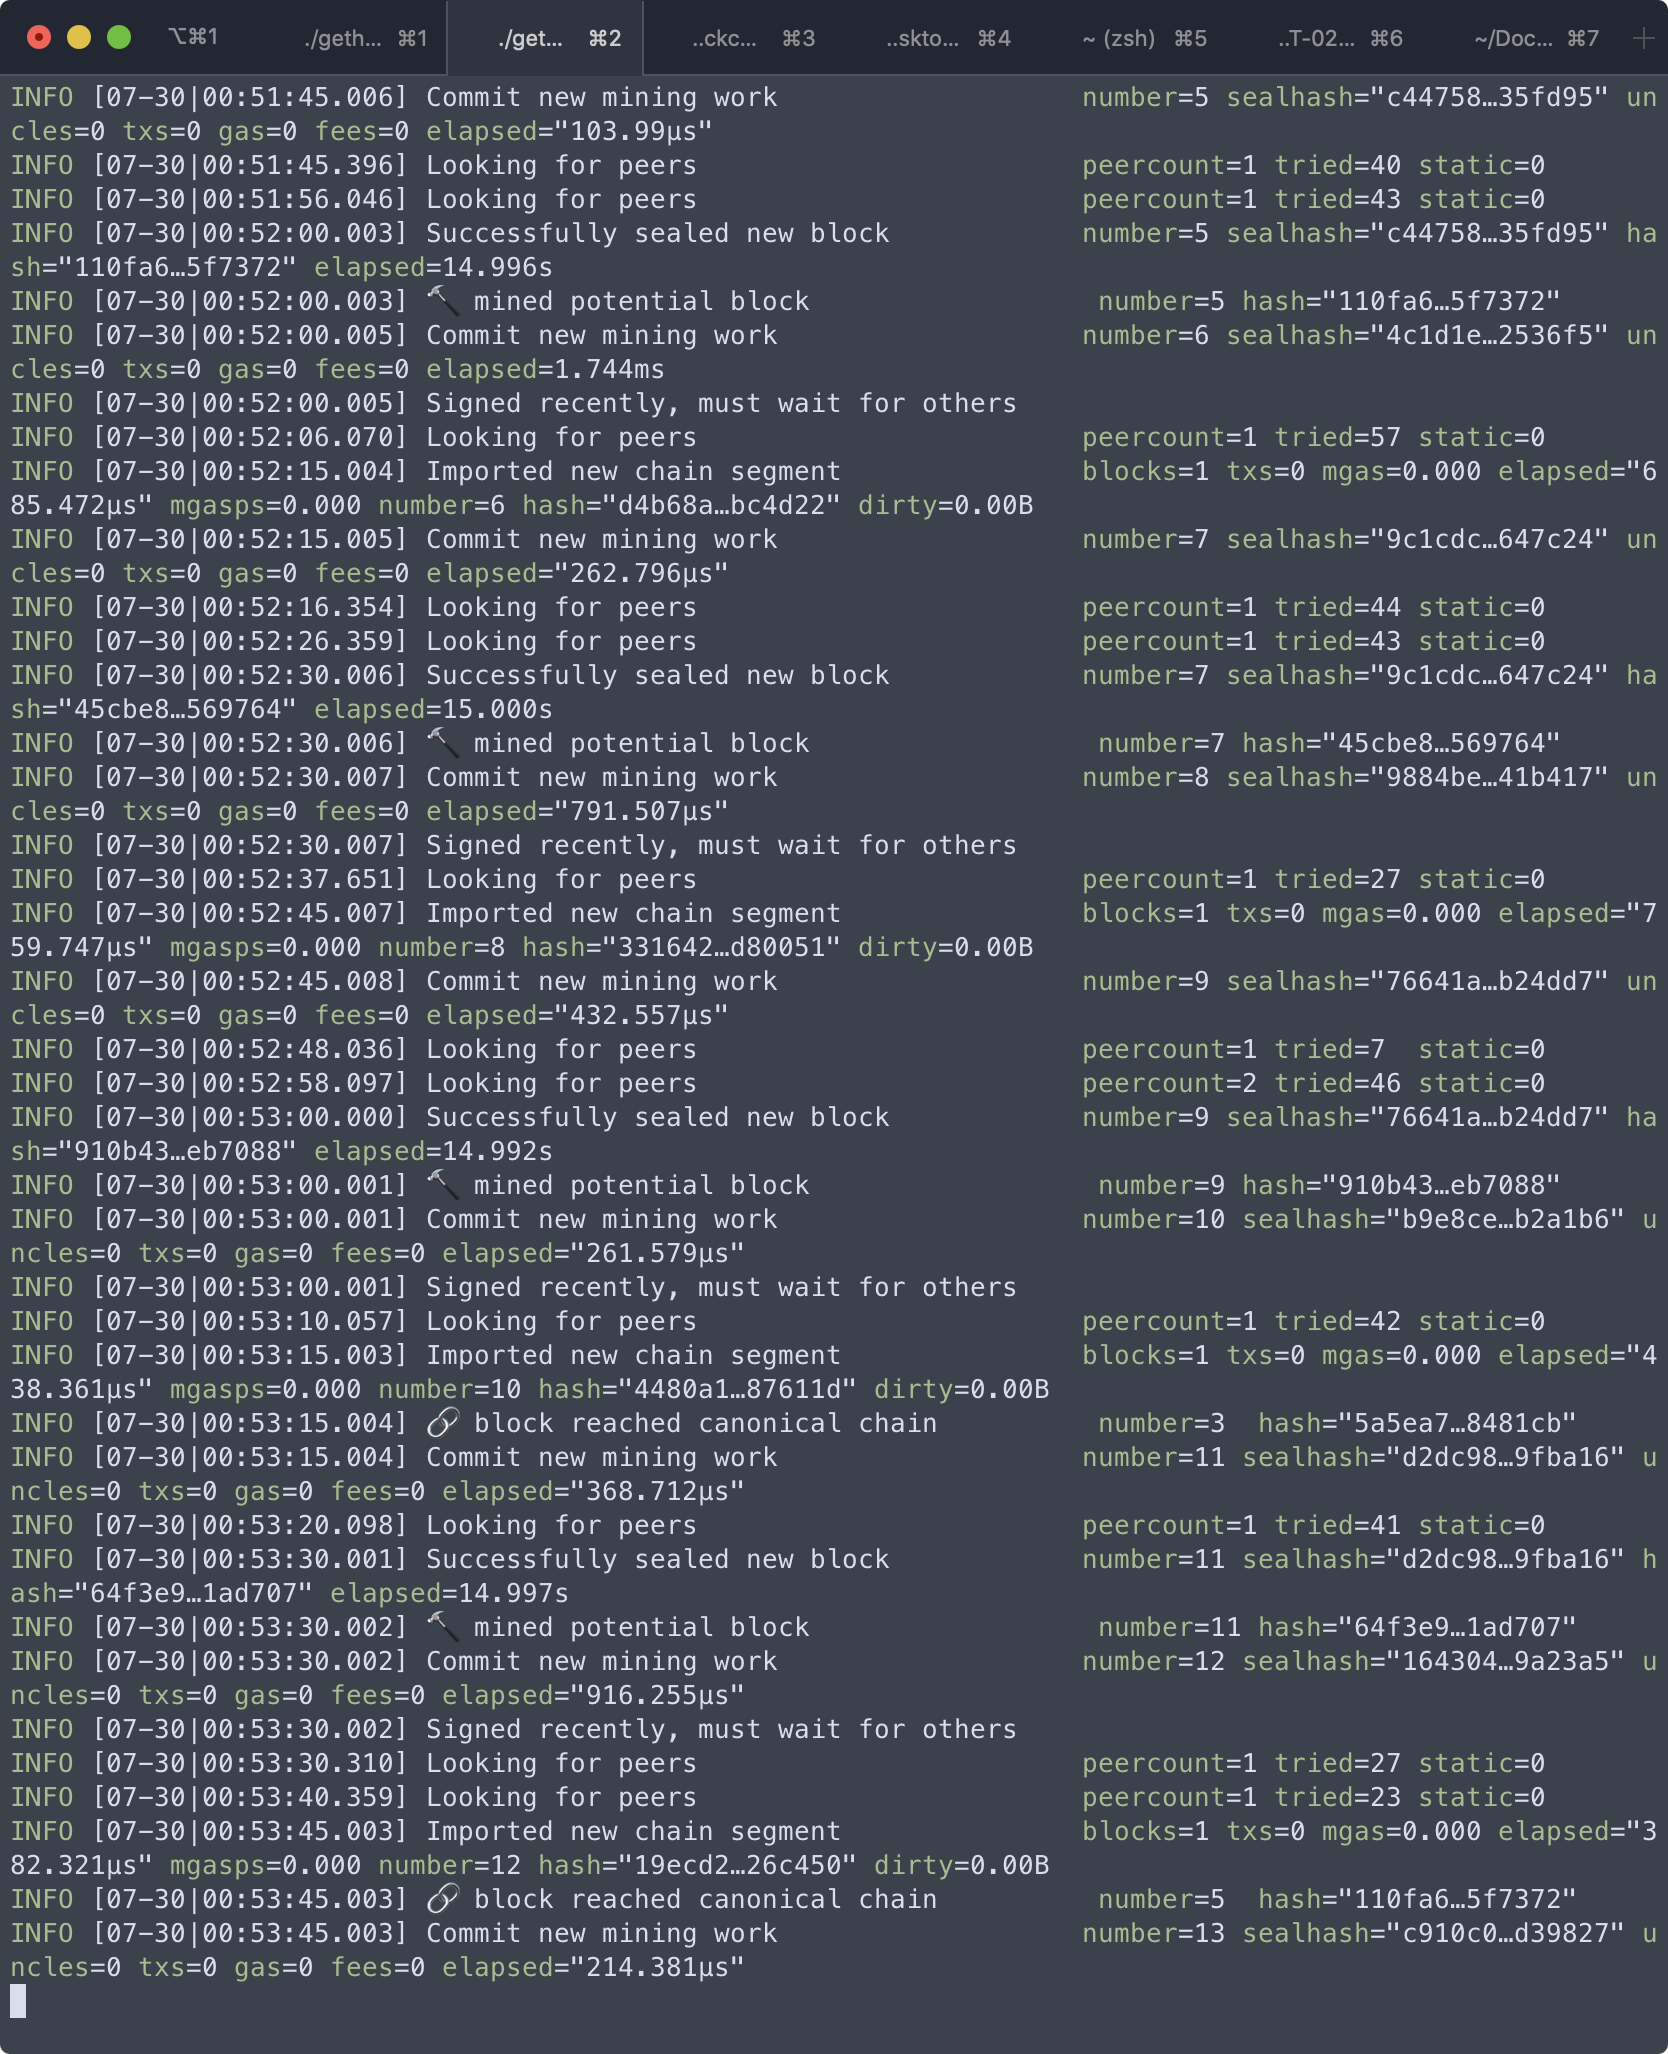 ⌥⌘1 ./geth... ⌘1 ./get... ⌘2 ..ckc... ⌘3 ..skto... ⌘4 ~ (zsh) ⌘5 ..T-02... ⌘6 ~/Doc... ⌘7
INFO [07-30|00:51:45.006] Commit new mining work                   number=5 sealhash="c44758…35fd95" un
cles=0 txs=0 gas=0 fees=0 elapsed="103.99µs"
INFO [07-30|00:51:45.396] Looking for peers                        peercount=1 tried=40 static=0
INFO [07-30|00:51:56.046] Looking for peers                        peercount=1 tried=43 static=0
INFO [07-30|00:52:00.003] Successfully sealed new block            number=5 sealhash="c44758…35fd95" ha
sh="110fa6…5f7372" elapsed=14.996s
INFO [07-30|00:52:00.003] 🔨 mined potential block                  number=5 hash="110fa6…5f7372"
INFO [07-30|00:52:00.005] Commit new mining work                   number=6 sealhash="4c1d1e…2536f5" un
cles=0 txs=0 gas=0 fees=0 elapsed=1.744ms
INFO [07-30|00:52:00.005] Signed recently, must wait for others
INFO [07-30|00:52:06.070] Looking for peers                        peercount=1 tried=57 static=0
INFO [07-30|00:52:15.004] Imported new chain segment               blocks=1 txs=0 mgas=0.000 elapsed="6
85.472µs" mgasps=0.000 number=6 hash="d4b68a…bc4d22" dirty=0.00B
INFO [07-30|00:52:15.005] Commit new mining work                   number=7 sealhash="9c1cdc…647c24" un
cles=0 txs=0 gas=0 fees=0 elapsed="262.796µs"
INFO [07-30|00:52:16.354] Looking for peers                        peercount=1 tried=44 static=0
INFO [07-30|00:52:26.359] Looking for peers                        peercount=1 tried=43 static=0
INFO [07-30|00:52:30.006] Successfully sealed new block            number=7 sealhash="9c1cdc…647c24" ha
sh="45cbe8…569764" elapsed=15.000s
INFO [07-30|00:52:30.006] 🔨 mined potential block                  number=7 hash="45cbe8…569764"
INFO [07-30|00:52:30.007] Commit new mining work                   number=8 sealhash="9884be…41b417" un
cles=0 txs=0 gas=0 fees=0 elapsed="791.507µs"
INFO [07-30|00:52:30.007] Signed recently, must wait for others
INFO [07-30|00:52:37.651] Looking for peers                        peercount=1 tried=27 static=0
INFO [07-30|00:52:45.007] Imported new chain segment               blocks=1 txs=0 mgas=0.000 elapsed="7
59.747µs" mgasps=0.000 number=8 hash="331642…d80051" dirty=0.00B
INFO [07-30|00:52:45.008] Commit new mining work                   number=9 sealhash="76641a…b24dd7" un
cles=0 txs=0 gas=0 fees=0 elapsed="432.557µs"
INFO [07-30|00:52:48.036] Looking for peers                        peercount=1 tried=7  static=0
INFO [07-30|00:52:58.097] Looking for peers                        peercount=2 tried=46 static=0
INFO [07-30|00:53:00.000] Successfully sealed new block            number=9 sealhash="76641a…b24dd7" ha
sh="910b43…eb7088" elapsed=14.992s
INFO [07-30|00:53:00.001] 🔨 mined potential block                  number=9 hash="910b43…eb7088"
INFO [07-30|00:53:00.001] Commit new mining work                   number=10 sealhash="b9e8ce…b2a1b6" u
ncles=0 txs=0 gas=0 fees=0 elapsed="261.579µs"
INFO [07-30|00:53:00.001] Signed recently, must wait for others
INFO [07-30|00:53:10.057] Looking for peers                        peercount=1 tried=42 static=0
INFO [07-30|00:53:15.003] Imported new chain segment               blocks=1 txs=0 mgas=0.000 elapsed="4
38.361µs" mgasps=0.000 number=10 hash="4480a1…87611d" dirty=0.00B
INFO [07-30|00:53:15.004] 🔗 block reached canonical chain          number=3  hash="5a5ea7…8481cb"
INFO [07-30|00:53:15.004] Commit new mining work                   number=11 sealhash="d2dc98…9fba16" u
ncles=0 txs=0 gas=0 fees=0 elapsed="368.712µs"
INFO [07-30|00:53:20.098] Looking for peers                        peercount=1 tried=41 static=0
INFO [07-30|00:53:30.001] Successfully sealed new block            number=11 sealhash="d2dc98…9fba16" h
ash="64f3e9…1ad707" elapsed=14.997s
INFO [07-30|00:53:30.002] 🔨 mined potential block                  number=11 hash="64f3e9…1ad707"
INFO [07-30|00:53:30.002] Commit new mining work                   number=12 sealhash="164304…9a23a5" u
ncles=0 txs=0 gas=0 fees=0 elapsed="916.255µs"
INFO [07-30|00:53:30.002] Signed recently, must wait for others
INFO [07-30|00:53:30.310] Looking for peers                        peercount=1 tried=27 static=0
INFO [07-30|00:53:40.359] Looking for peers                        peercount=1 tried=23 static=0
INFO [07-30|00:53:45.003] Imported new chain segment               blocks=1 txs=0 mgas=0.000 elapsed="3
82.321µs" mgasps=0.000 number=12 hash="19ecd2…26c450" dirty=0.00B
INFO [07-30|00:53:45.003] 🔗 block reached canonical chain          number=5  hash="110fa6…5f7372"
INFO [07-30|00:53:45.003] Commit new mining work                   number=13 sealhash="c910c0…d39827" u
ncles=0 txs=0 gas=0 fees=0 elapsed="214.381µs"